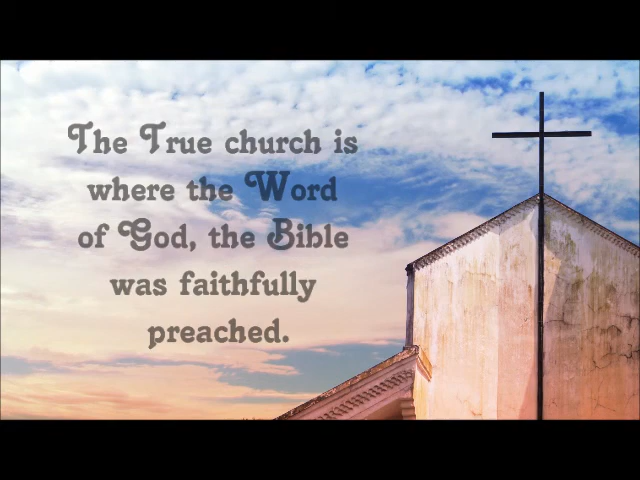 The True church is
where the Word
of God, the Bible
was faithfully
preached.